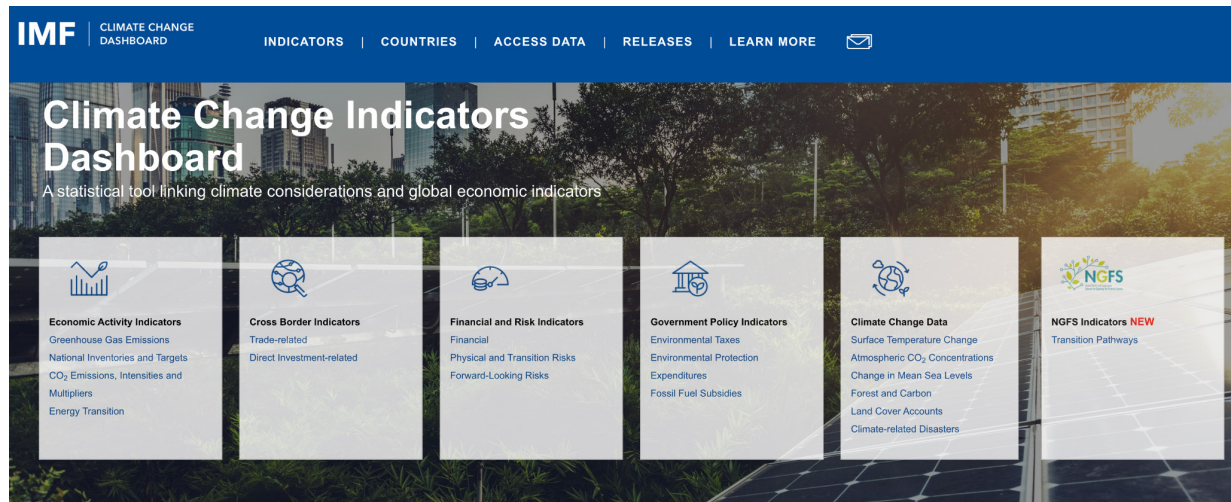 IMF
CLIMATE CHANGE
DASHBOARD
INDICATORS | COUNTRIES | ACCESS DATA | RELEASES | LEARN MORE
Climate Change Indicators
Dashboard
A statistical tool linking climate considerations and global economic indicators
Economic Activity Indicators
Greenhouse Gas Emissions
National Inventories and Targets
CO₂ Emissions, Intensities and
Multipliers
Energy Transition
Cross Border Indicators
Trade-related
Direct Investment-related
Financial and Risk Indicators
Financial
Physical and Transition Risks
Forward-Looking Risks
Government Policy Indicators
Environmental Taxes
Environmental Protection
Expenditures
Fossil Fuel Subsidies
Climate Change Data
Surface Temperature Change
Atmospheric CO₂ Concentrations
Change in Mean Sea Levels
Forest and Carbon
Land Cover Accounts
Climate-related Disasters
NGFS
NGFS Indicators NEW
Transition Pathways